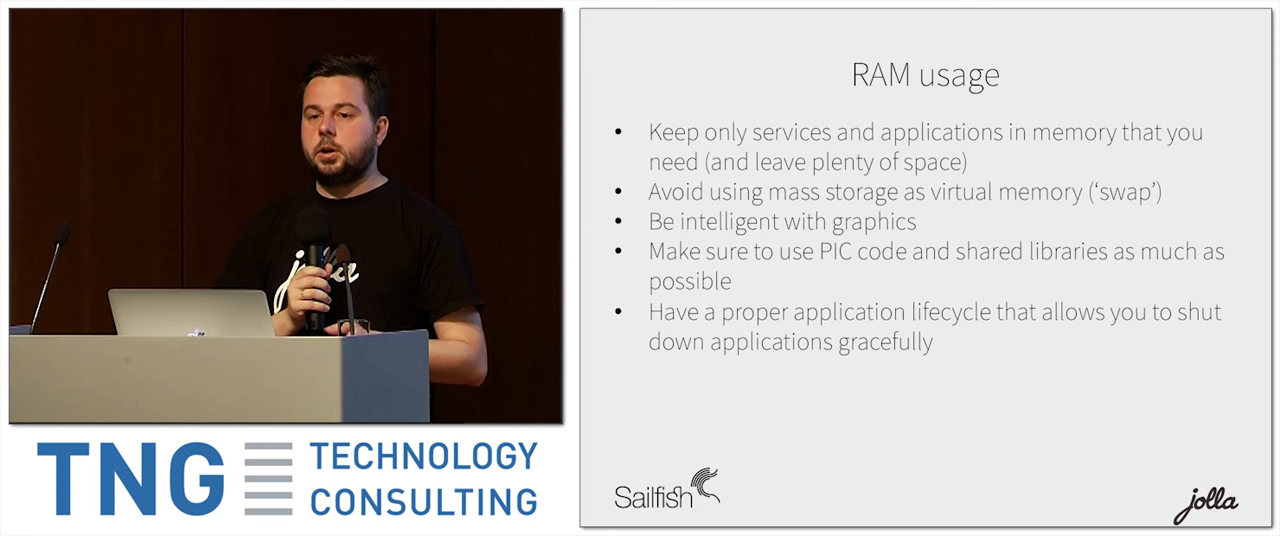 jolla
TNG TECHNOLOGY
CONSULTING
RAM usage
• Keep only services and applications in memory that you
need (and leave plenty of space)
• Avoid using mass storage as virtual memory (‘swap’)
• Be intelligent with graphics
• Make sure to use PIC code and shared libraries as much as
possible
• Have a proper application lifecycle that allows you to shut
down applications gracefully
Sailfish
jolla